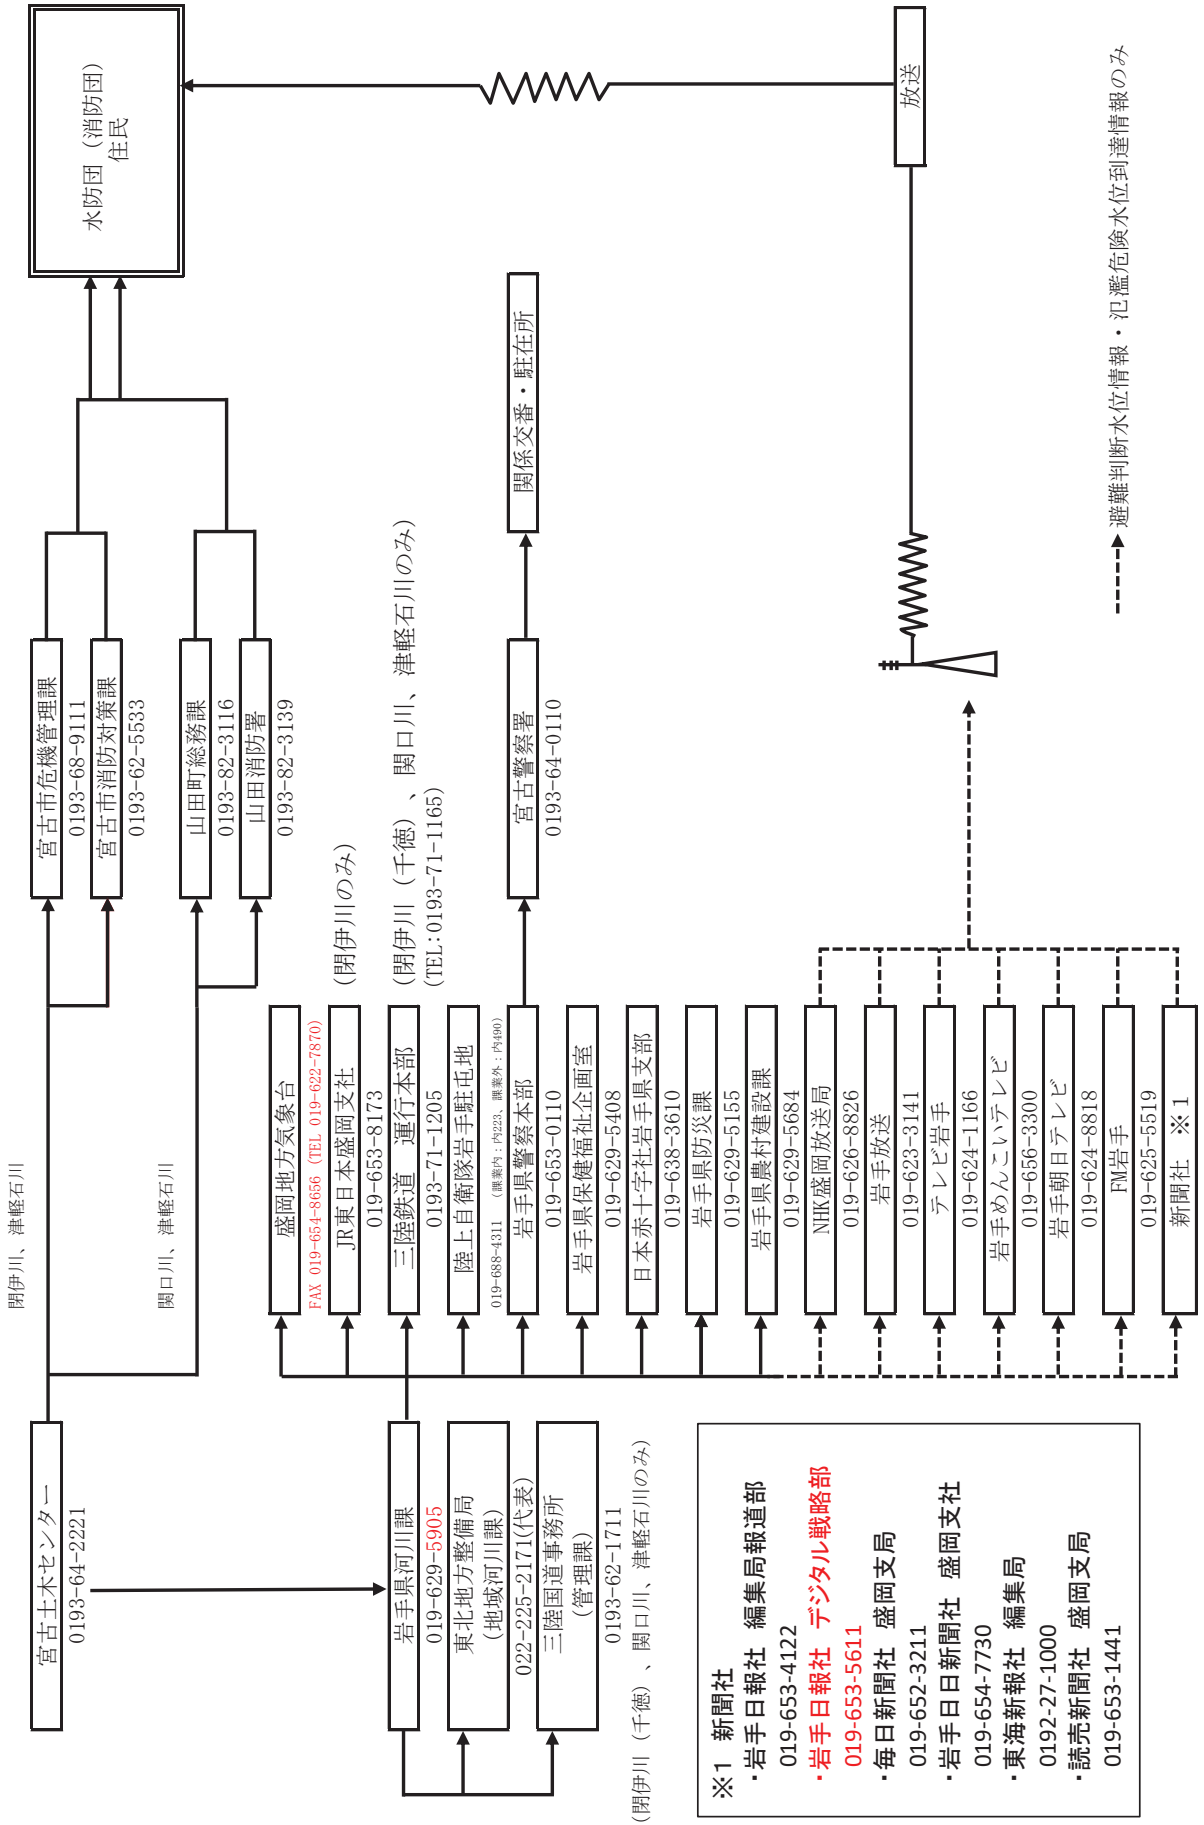 宮古土木センター
0193-64-2221
閉伊川、津軽石川
関口川、津軽石川
宮古市危機管理課
0193-68-9111
宮古市消防対策課
0193-62-5533
山田町総務課
0193-82-3116
山田消防署
0193-82-3139
水防団（消防団）
住民
岩手県河川課
019-629-5905
東北地方整備局
（地域河川課）
022-225-2171(代表)
三陸国道事務所
（管理課）
0193-62-1711
（閉伊川（千徳）、関口川、津軽石川のみ）
盛岡地方気象台
FAX 019-654-8656（TEL 019-622-7870）
JR東日本盛岡支社
（閉伊川のみ）
019-653-8173
三陸鉄道　運行本部
（閉伊川（千徳）、関口川、津軽石川のみ）
（TEL:0193-71-1165）
0193-71-1205
陸上自衛隊岩手駐屯地
019-688-4311　（課業内：内223、課業外：内490）
岩手県警察本部
019-653-0110
宮古警察署
0193-64-0110
関係交番・駐在所
岩手県保健福祉企画室
019-629-5408
日本赤十字社岩手県支部
019-638-3610
岩手県防災課
019-629-5155
岩手県農村建設課
019-629-5684
NHK盛岡放送局
019-626-8826
岩手放送
019-623-3141
テレビ岩手
019-624-1166
岩手めんこいテレビ
019-656-3300
岩手朝日テレビ
019-624-8818
FM岩手
019-625-5519
新聞社　※1
放送
避難判断水位情報・氾濫危険水位到達情報のみ
※1　新聞社
・岩手日報社　編集局報道部
019-653-4122
・岩手日報社　デジタル戦略部
019-653-5611
・毎日新聞社　盛岡支局
019-652-3211
・岩手日日新聞社　盛岡支社
019-654-7730
・東海新報社　編集局
0192-27-1000
・読売新聞社　盛岡支局
019-653-1441